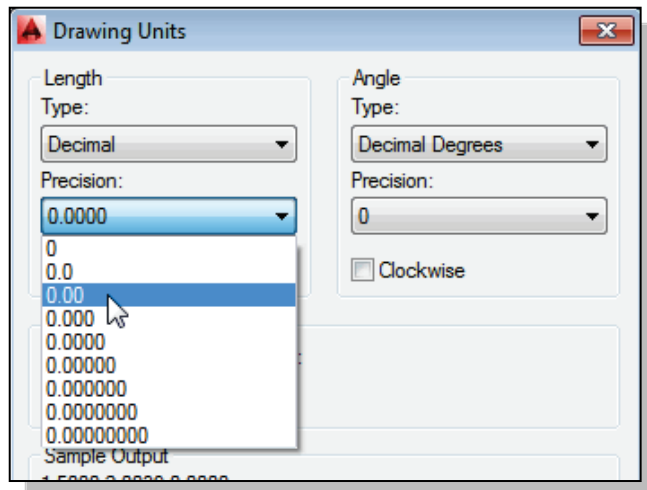 Drawing Units
Length
Type:
Decimal
Precision:
0.0000
0
0.0
0.00
0.000
0.0000
0.00000
0.000000
0.0000000
0.00000000
Angle
Type:
Decimal Degrees
Precision:
0
Clockwise
:
Sample Output